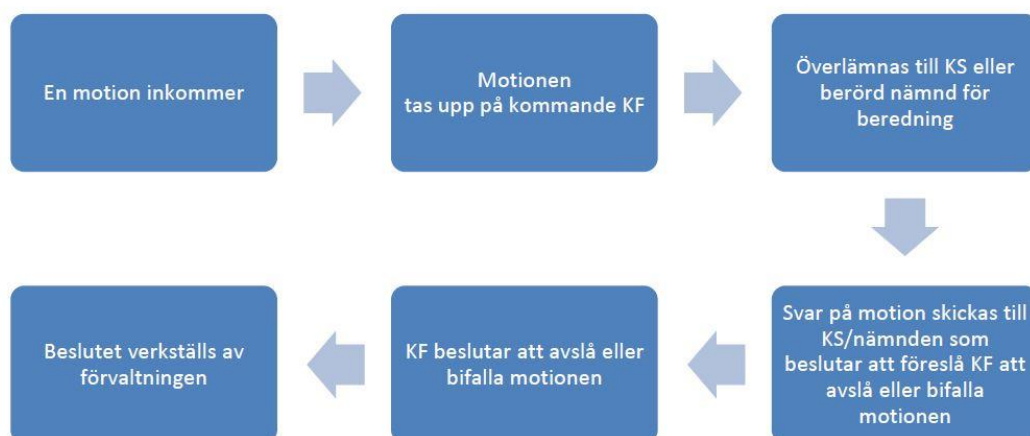 En motion inkommer
Motionen
tas upp på kommande KF
Överlämnas till KS eller
berörd nämnd för
beredning
Svar på motion skickas till
KS/nämnden som
beslutar att föreslå KF att
avslå eller bifalla
motionen
KF beslutar att avslå eller
bifalla motionen
Beslutet verkställs av
förvaltningen